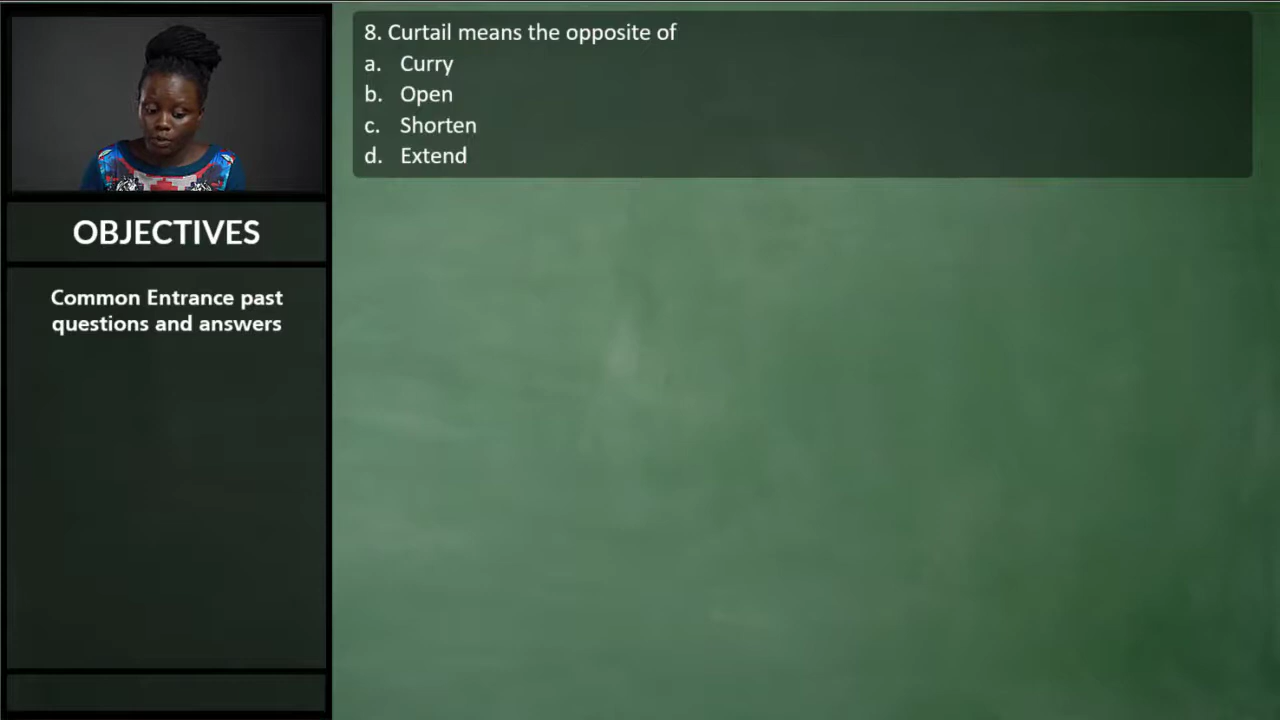 8. Curtail means the opposite of
a. Curry
b. Open
c. Shorten
d. Extend
OBJECTIVES
Common Entrance past
questions and answers